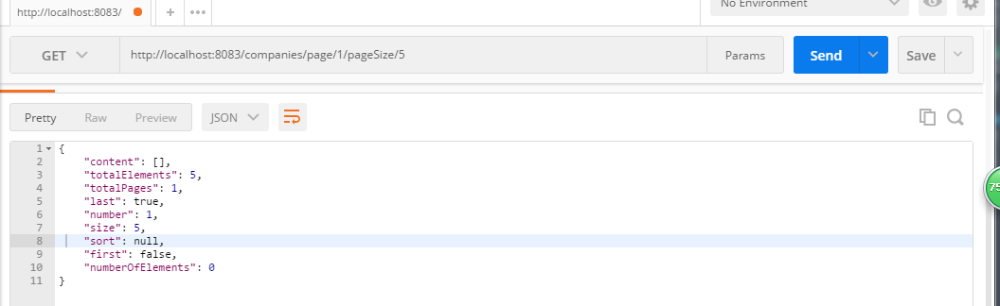 http://localhost:8083/
No Environment
GET http://localhost:8083/companies/page/1/pageSize/5 Params Send Save
Pretty Raw Preview JSON
1 {
2 "content": [],
3 "totalElements": 5,
4 "totalPages": 1,
5 "last": true,
6 "number": 1,
7 "size": 5,
8 "sort": null,
9 "first": false,
10 "numberOfElements": 0
11 }
75